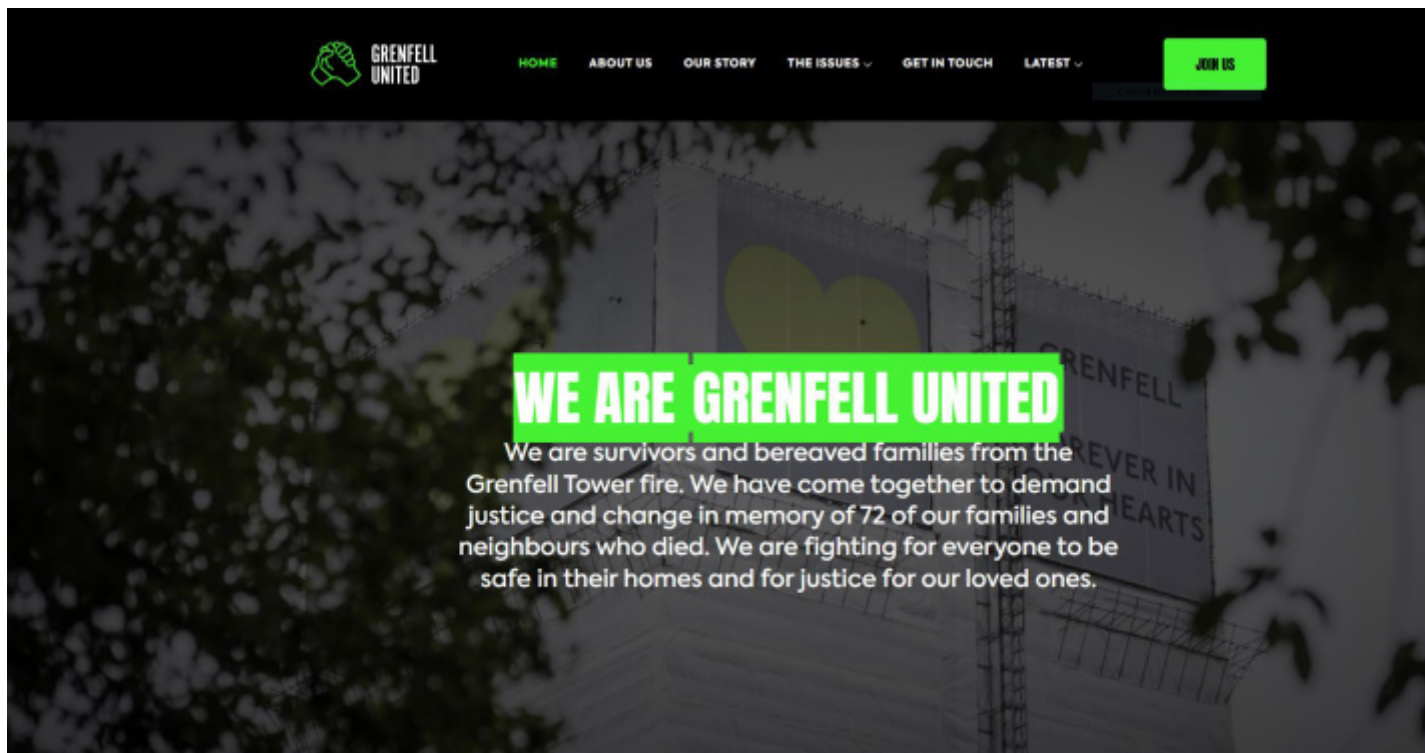 GRENFELL
UNITED
HOME
ABOUT US
OUR STORY
THE ISSUES
GET IN TOUCH
LATEST
JOIN US
WE ARE GRENFELL UNITED
We are survivors and bereaved families from the
Grenfell Tower fire. We have come together to demand
justice and change in memory of 72 of our families and
neighbours who died. We are fighting for everyone to be
safe in their homes and for justice for our loved ones.
GRENFELL
FOREVER IN
OUR HEARTS